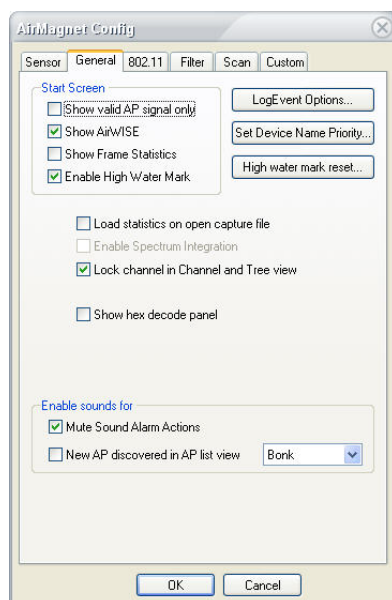 AirMagnet Config
Sensor General 802.11 Filter Scan Custom
Start Screen
Show valid AP signal only
Show AirWISE
Show Frame Statistics
Enable High Water Mark
LogEvent Options...
Set Device Name Priority...
High water mark reset...
Load statistics on open capture file
Enable Spectrum Integration
Lock channel in Channel and Tree view
Show hex decode panel
Enable sounds for
Mute Sound Alarm Actions
New AP discovered in AP list view Bonk
OK Cancel